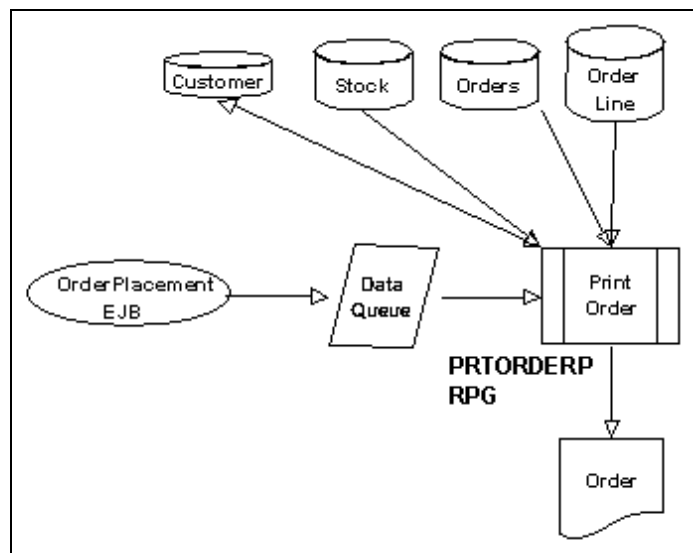 Customer
Stock
Orders
Order
Line
OrderPlacement
EJB
Data
Queue
Print
Order
PRTORDERP
RPG
Order